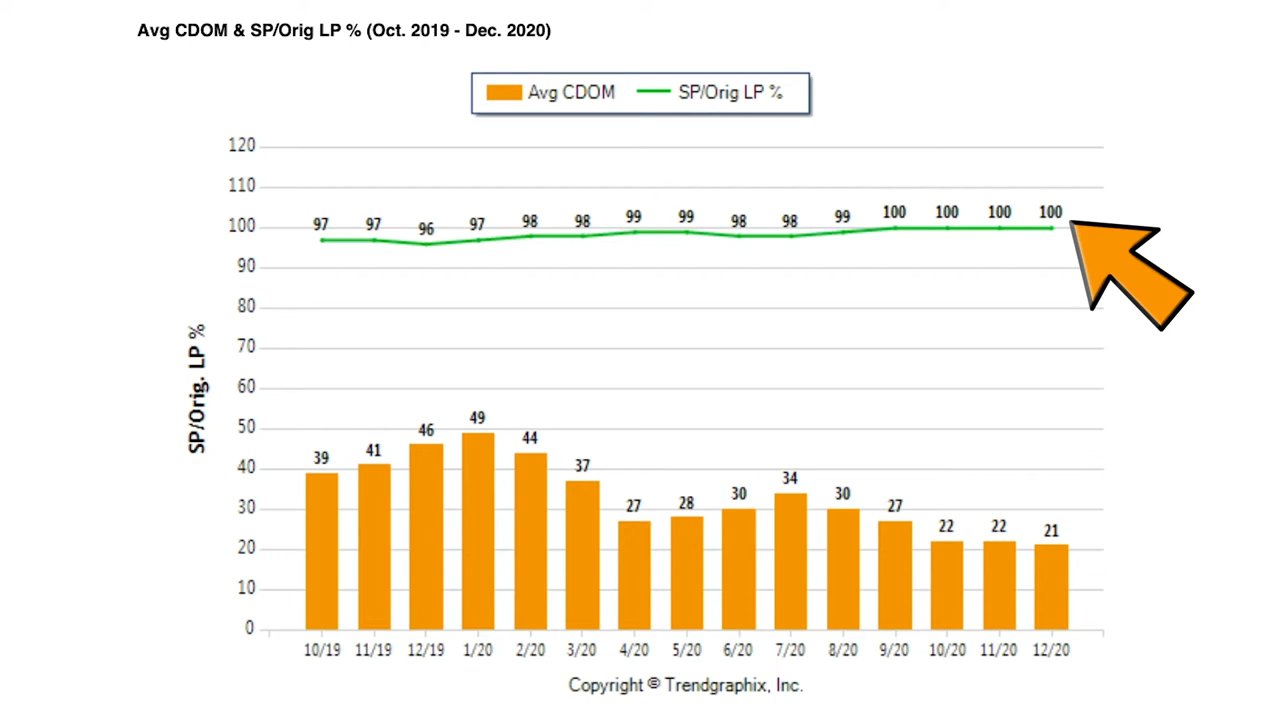 Avg CDOM & SP/Orig LP % (Oct. 2019 - Dec. 2020)
Avg CDOM SP/Orig LP %
120
110
100
90
80
70
60
50
40
30
20
10
0
SP/Orig. LP %
97 97 96 97 98 98 99 99 98 98 99 100 100 100 100
39 41 46 49 44 37 27 28 30 34 30 27 22 22 21
10/19 11/19 12/19 1/20 2/20 3/20 4/20 5/20 6/20 7/20 8/20 9/20 10/20 11/20 12/20
Copyright © Trendgraphix, Inc.